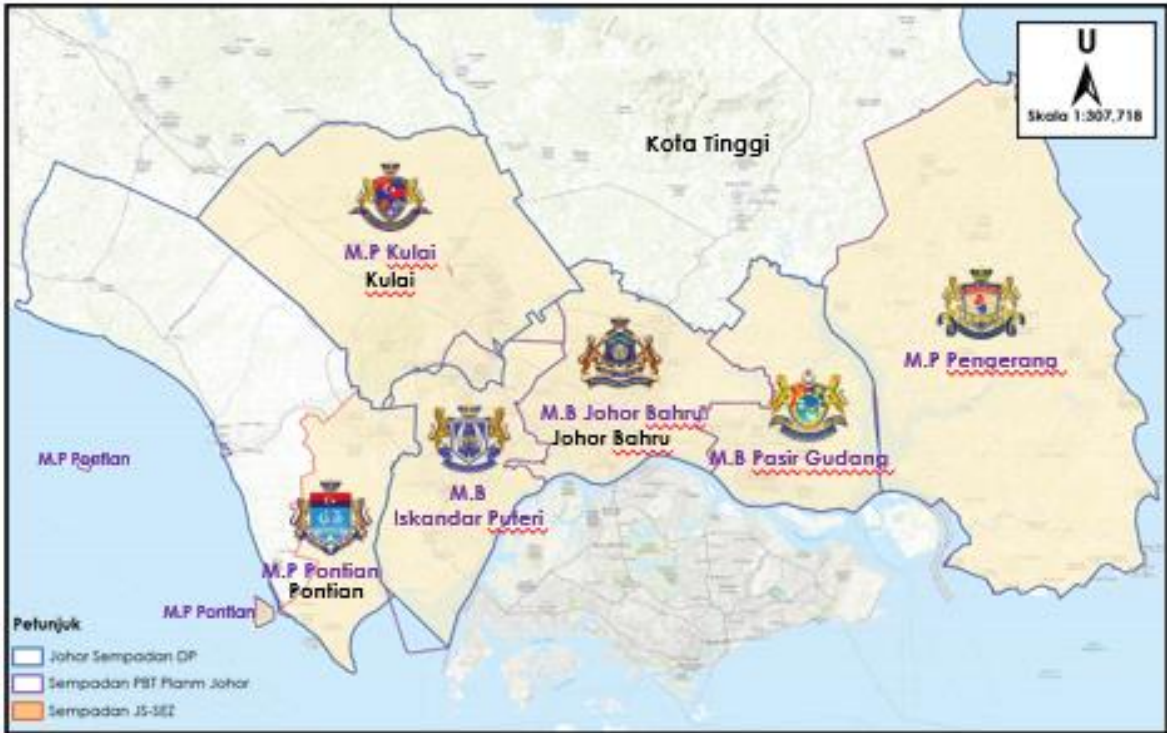 U
Skala 1:307,718
Kota Tinggi
M.P Kulai
Kulai
M.P Pengerang
M.B Johor Bahru
Johor Bahru
M.B Pasir Gudang
M.P Pontian
M.B
Iskandar Puteri
M.P Pontian
Pontian
M.P Pontian
Petunjuk
Johor Sempadan DP
Sempadan PBT Planm Johor
Sempadan JS-SEZ